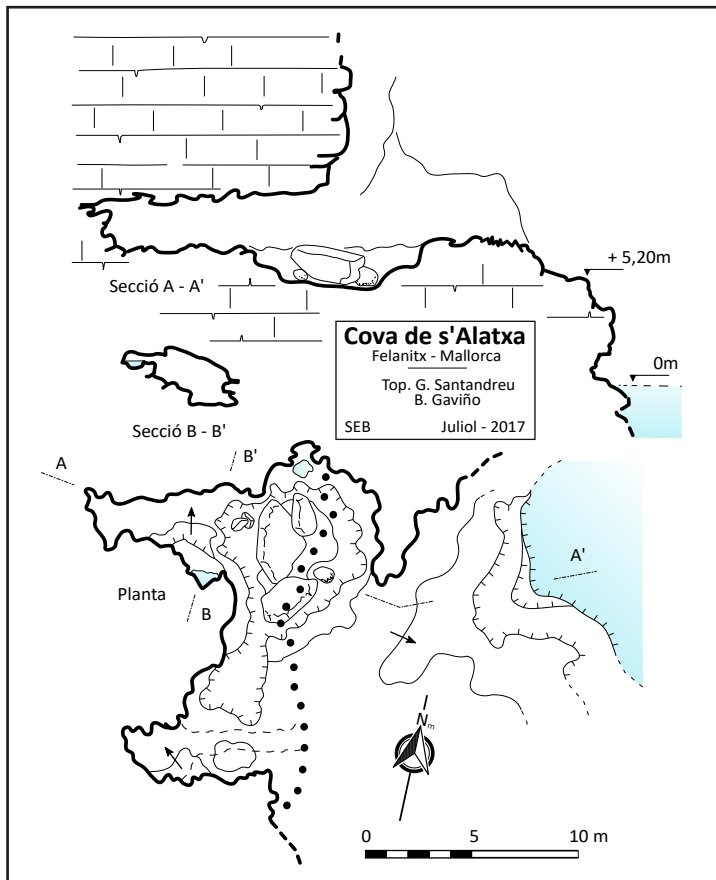 + 5,20m
Secció A - A'
Cova de s'Alatxa
Felanitx - Mallorca
Top. G. Santandreu
B. Gaviño
SEB Juliol - 2017
0m
Secció B - B'
A
B'
A'
Planta
B
Nm
0 5 10 m